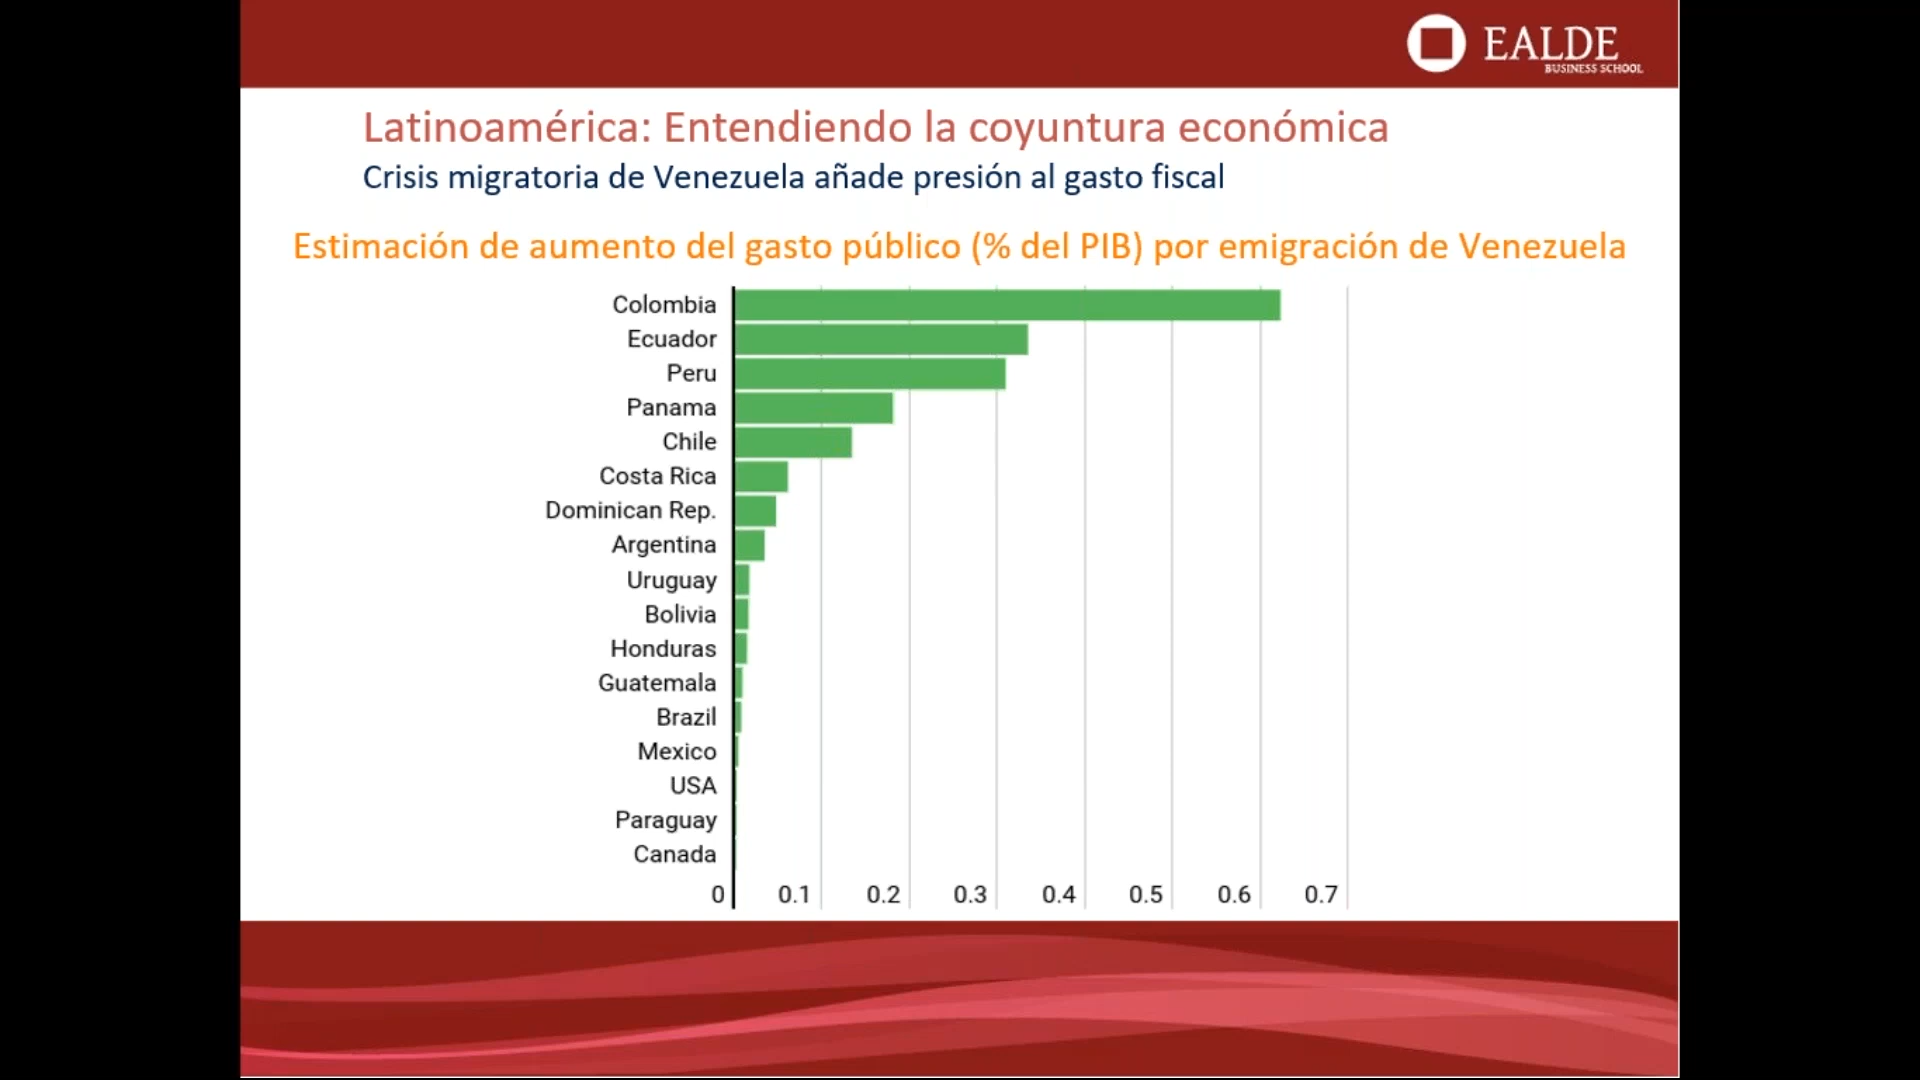 EALDE
BUSINESS SCHOOL
Latinoamérica: Entendiendo la coyuntura económica
Crisis migratoria de Venezuela añade presión al gasto fiscal
Estimación de aumento del gasto público (% del PIB) por emigración de Venezuela
Colombia
Ecuador
Peru
Panama
Chile
Costa Rica
Dominican Rep.
Argentina
Uruguay
Bolivia
Honduras
Guatemala
Brazil
Mexico
USA
Paraguay
Canada
0 0.1 0.2 0.3 0.4 0.5 0.6 0.7